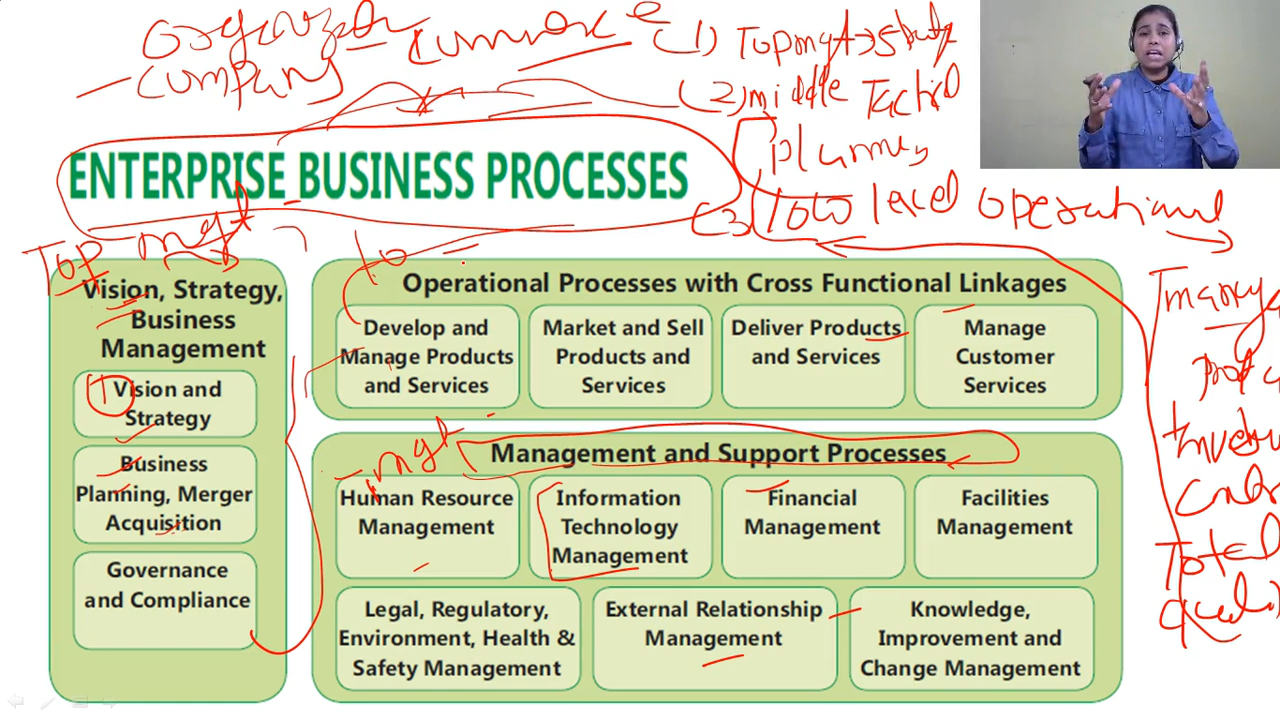 company
(1) Top mgt
(2) middle Tactical
ENTERPRISE BUSINESS PROCESSES
(3) level operational
Top mgt
to
Vision, Strategy,
Business
Management
1
Vision and
Strategy
Business
Planning, Merger
Acquisition
Governance
and Compliance
Operational Processes with Cross Functional Linkages
Develop and
Manage Products
and Services
Market and Sell
Products and
Services
Deliver Products
and Services
Manage
Customer
Services
mgt
Management and Support Processes
Human Resource
Management
Information
Technology
Management
Financial
Management
Facilities
Management
Legal, Regulatory,
Environment, Health &
Safety Management
External Relationship
Management
Knowledge,
Improvement and
Change Management
Total